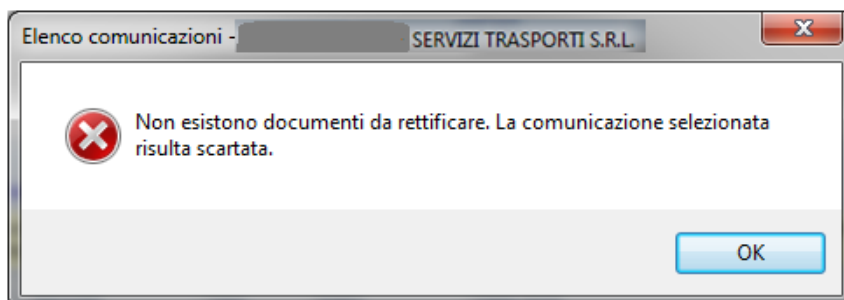 Elenco comunicazioni - SERVIZI TRASPORTI S.R.L.
Non esistono documenti da rettificare. La comunicazione selezionata
risulta scartata.
OK